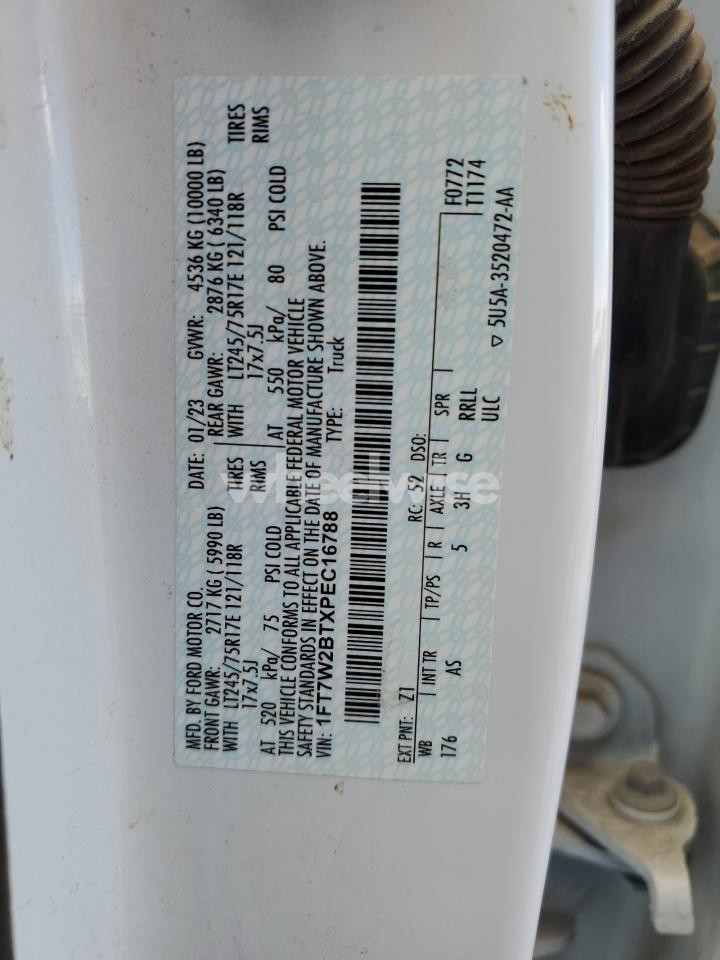 MFD. BY FORD MOTOR CO. DATE: 01/23 GVWR: 4536 KG (10000 LB)
FRONT GAWR: 2717 KG ( 5990 LB) REAR GAWR: 2876 KG ( 6340 LB)
WITH LT245/75R17E 121/118R TIRES WITH LT245/75R17E 121/118R TIRES
17x7.5J RIMS 17x7.5J RIMS
AT 520 kPa/ 75 PSI COLD AT 550 kPa/ 80 PSI COLD
THIS VEHICLE CONFORMS TO ALL APPLICABLE FEDERAL MOTOR VEHICLE
SAFETY STANDARDS IN EFFECT ON THE DATE OF MANUFACTURE SHOWN ABOVE.
VIN: 1FT7W2BTXPEC16788 TYPE: Truck
EXT PNT: Z1 RC: 52 DSO: F0772
WB INT TR TP/PS R AXLE TR SPR T1174
176 AS 5 3H G RRLL
ULC
▽ 5U5A-3520472-AA
wheelwise